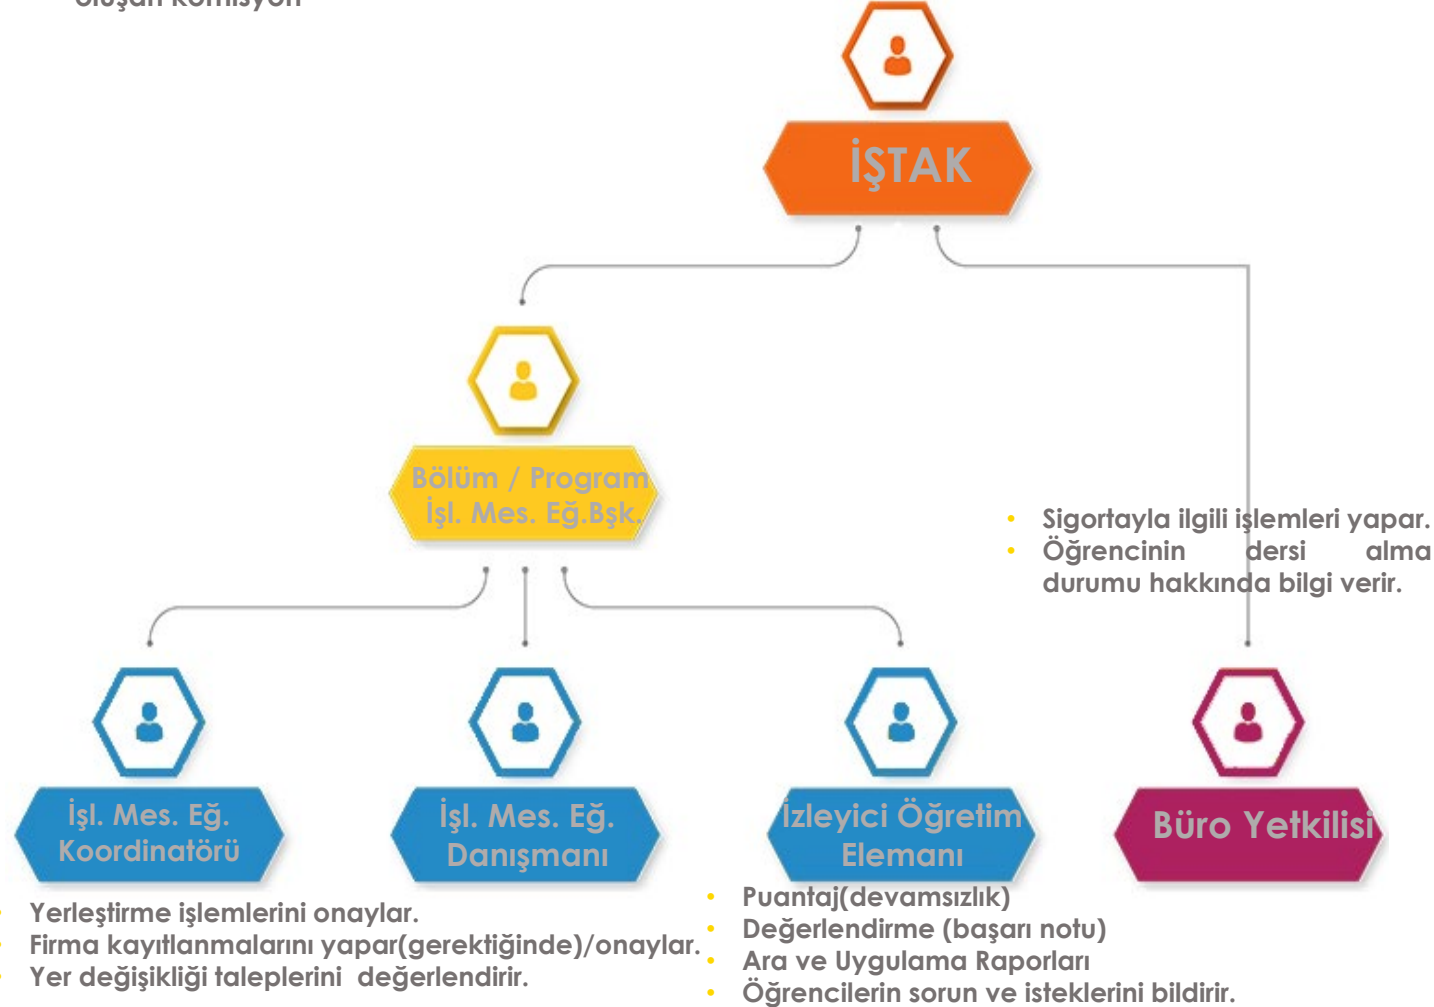 oluşan komisyon
İŞTAK
Bölüm / Program
İşl. Mes. Eğ.Bşk.
• Sigortayla ilgili işlemleri yapar.
• Öğrencinin dersi alma
durumu hakkında bilgi verir.
İşl. Mes. Eğ.
Koordinatörü
İşl. Mes. Eğ.
Danışmanı
İzleyici Öğretim
Elemanı
Büro Yetkilisi
• Yerleştirme işlemlerini onaylar.
• Firma kayıtlanmalarını yapar(gerektiğinde)/onaylar.
• Yer değişikliği taleplerini değerlendirir.
• Puantaj(devamsızlık)
• Değerlendirme (başarı notu)
• Ara ve Uygulama Raporları
• Öğrencilerin sorun ve isteklerini bildirir.